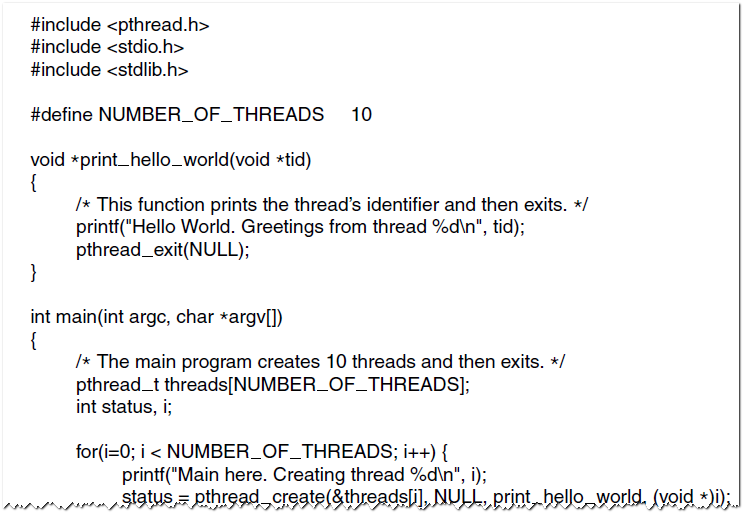 #include <pthread.h>
#include <stdio.h>
#include <stdlib.h>
#define NUMBER_OF_THREADS 10
void *print_hello_world(void *tid)
{
/* This function prints the thread’s identifier and then exits. */
printf("Hello World. Greetings from thread %d\n", tid);
pthread_exit(NULL);
}
int main(int argc, char *argv[])
{
/* The main program creates 10 threads and then exits. */
pthread_t threads[NUMBER_OF_THREADS];
int status, i;
for(i=0; i < NUMBER_OF_THREADS; i++) {
printf("Main here. Creating thread %d\n", i);
status = pthread_create(&threads[i], NULL, print_hello_world, (void *)i);